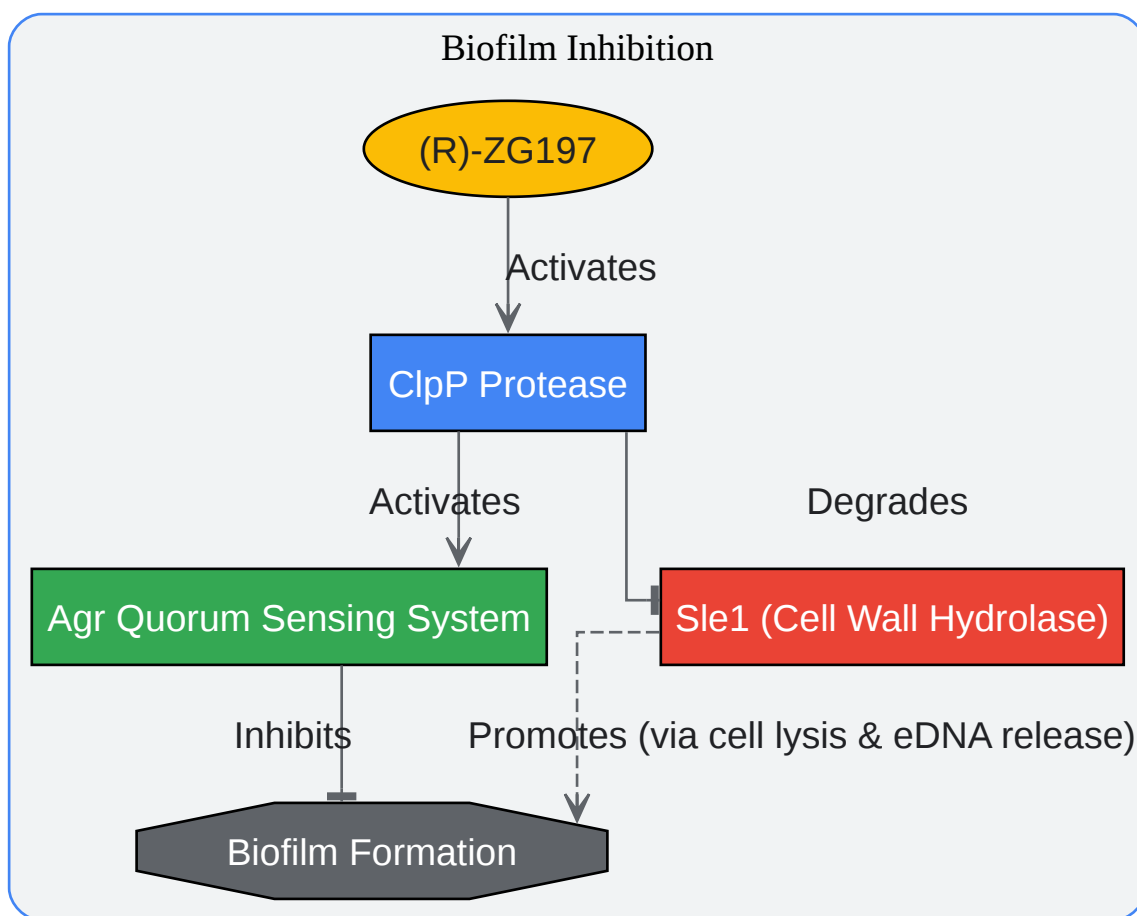 Biofilm Inhibition
(R)-ZG197
Activates
ClpP Protease
Activates
Degrades
Agr Quorum Sensing System
Sle1 (Cell Wall Hydrolase)
Inhibits
Promotes (via cell lysis & eDNA release)
Biofilm Formation